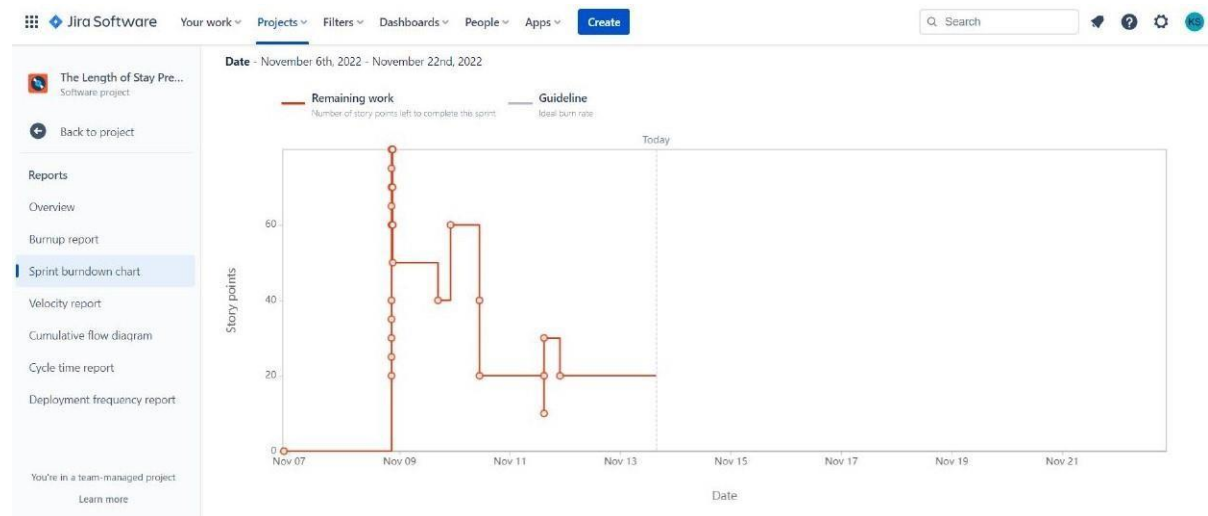 Jira Software Your work Projects Filters Dashboards People Apps Create Search KS
The Length of Stay Pre...
Software project
Back to project
Reports
Overview
Burnup report
Sprint burndown chart
Velocity report
Cumulative flow diagram
Cycle time report
Deployment frequency report
You're in a team-managed project
Learn more
Date - November 6th, 2022 - November 22nd, 2022
Remaining work
Number of story points left to complete this sprint
Guideline
Ideal burn rate
Today
Story points
60
40
20
0
Nov 07 Nov 09 Nov 11 Nov 13 Nov 15 Nov 17 Nov 19 Nov 21
Date